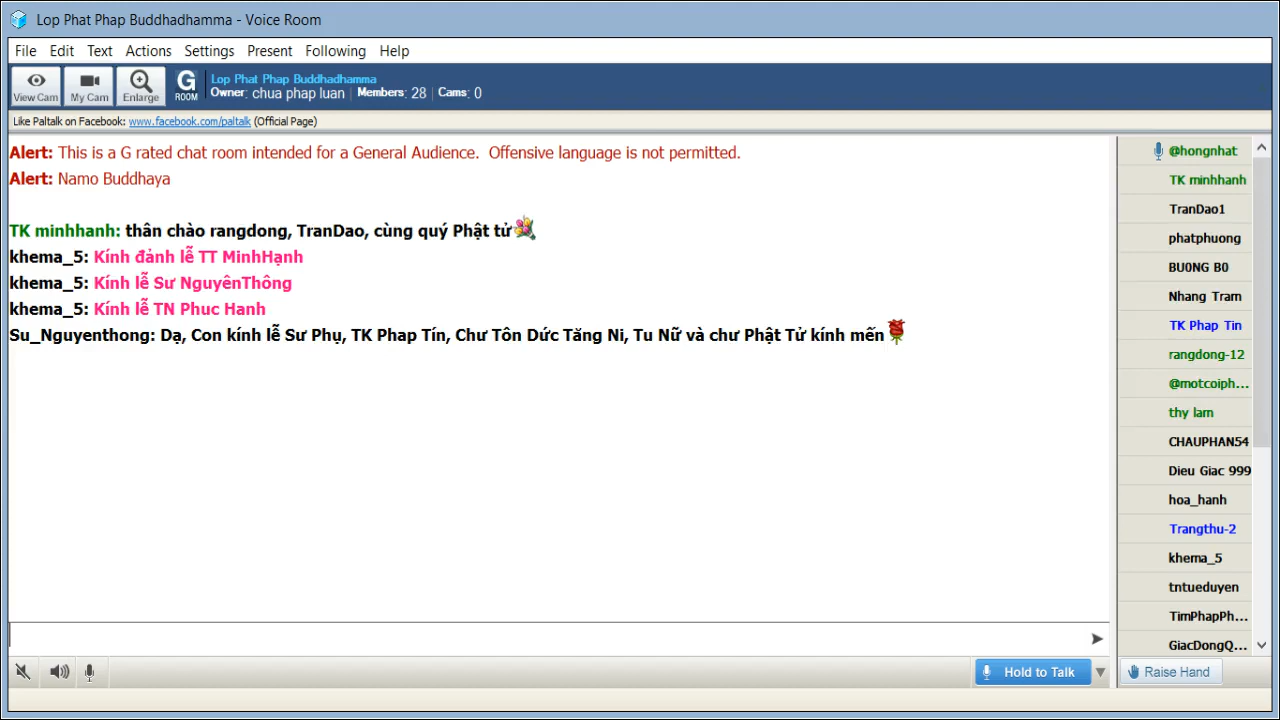 Lop Phat Phap Buddhadhamma - Voice Room
File Edit Text Actions Settings Present Following Help
View Cam My Cam Enlarge G ROOM
Lop Phat Phap Buddhadhamma
Owner: chua phap luan Members: 28 Cams: 0
Like Paltalk on Facebook: www.facebook.com/paltalk (Official Page)
Alert: This is a G rated chat room intended for a General Audience. Offensive language is not permitted.
Alert: Namo Buddhaya
TK minhhanh: thân chào rangdong, TranDao, cùng quý Phật tử
khema_5: Kính đảnh lễ TT MinhHạnh
khema_5: Kính lễ Sư NguyênThông
khema_5: Kính lễ TN Phuc Hanh
Su_Nguyenthong: Dạ, Con kính lễ Sư Phụ, TK Phap Tín, Chư Tôn Dức Tăng Ni, Tu Nữ và chư Phật Tử kính mến
@hongnhat
TK minhhanh
TranDao1
phatphuong
BU0NG B0
Nhang Tram
TK Phap Tin
rangdong-12
@motcoiph...
thy lam
CHAUPHAN54
Dieu Giac 999
hoa_hanh
Trangthu-2
khema_5
tntueduyen
TimPhapPh...
GiacDongQ...
Hold to Talk
Raise Hand